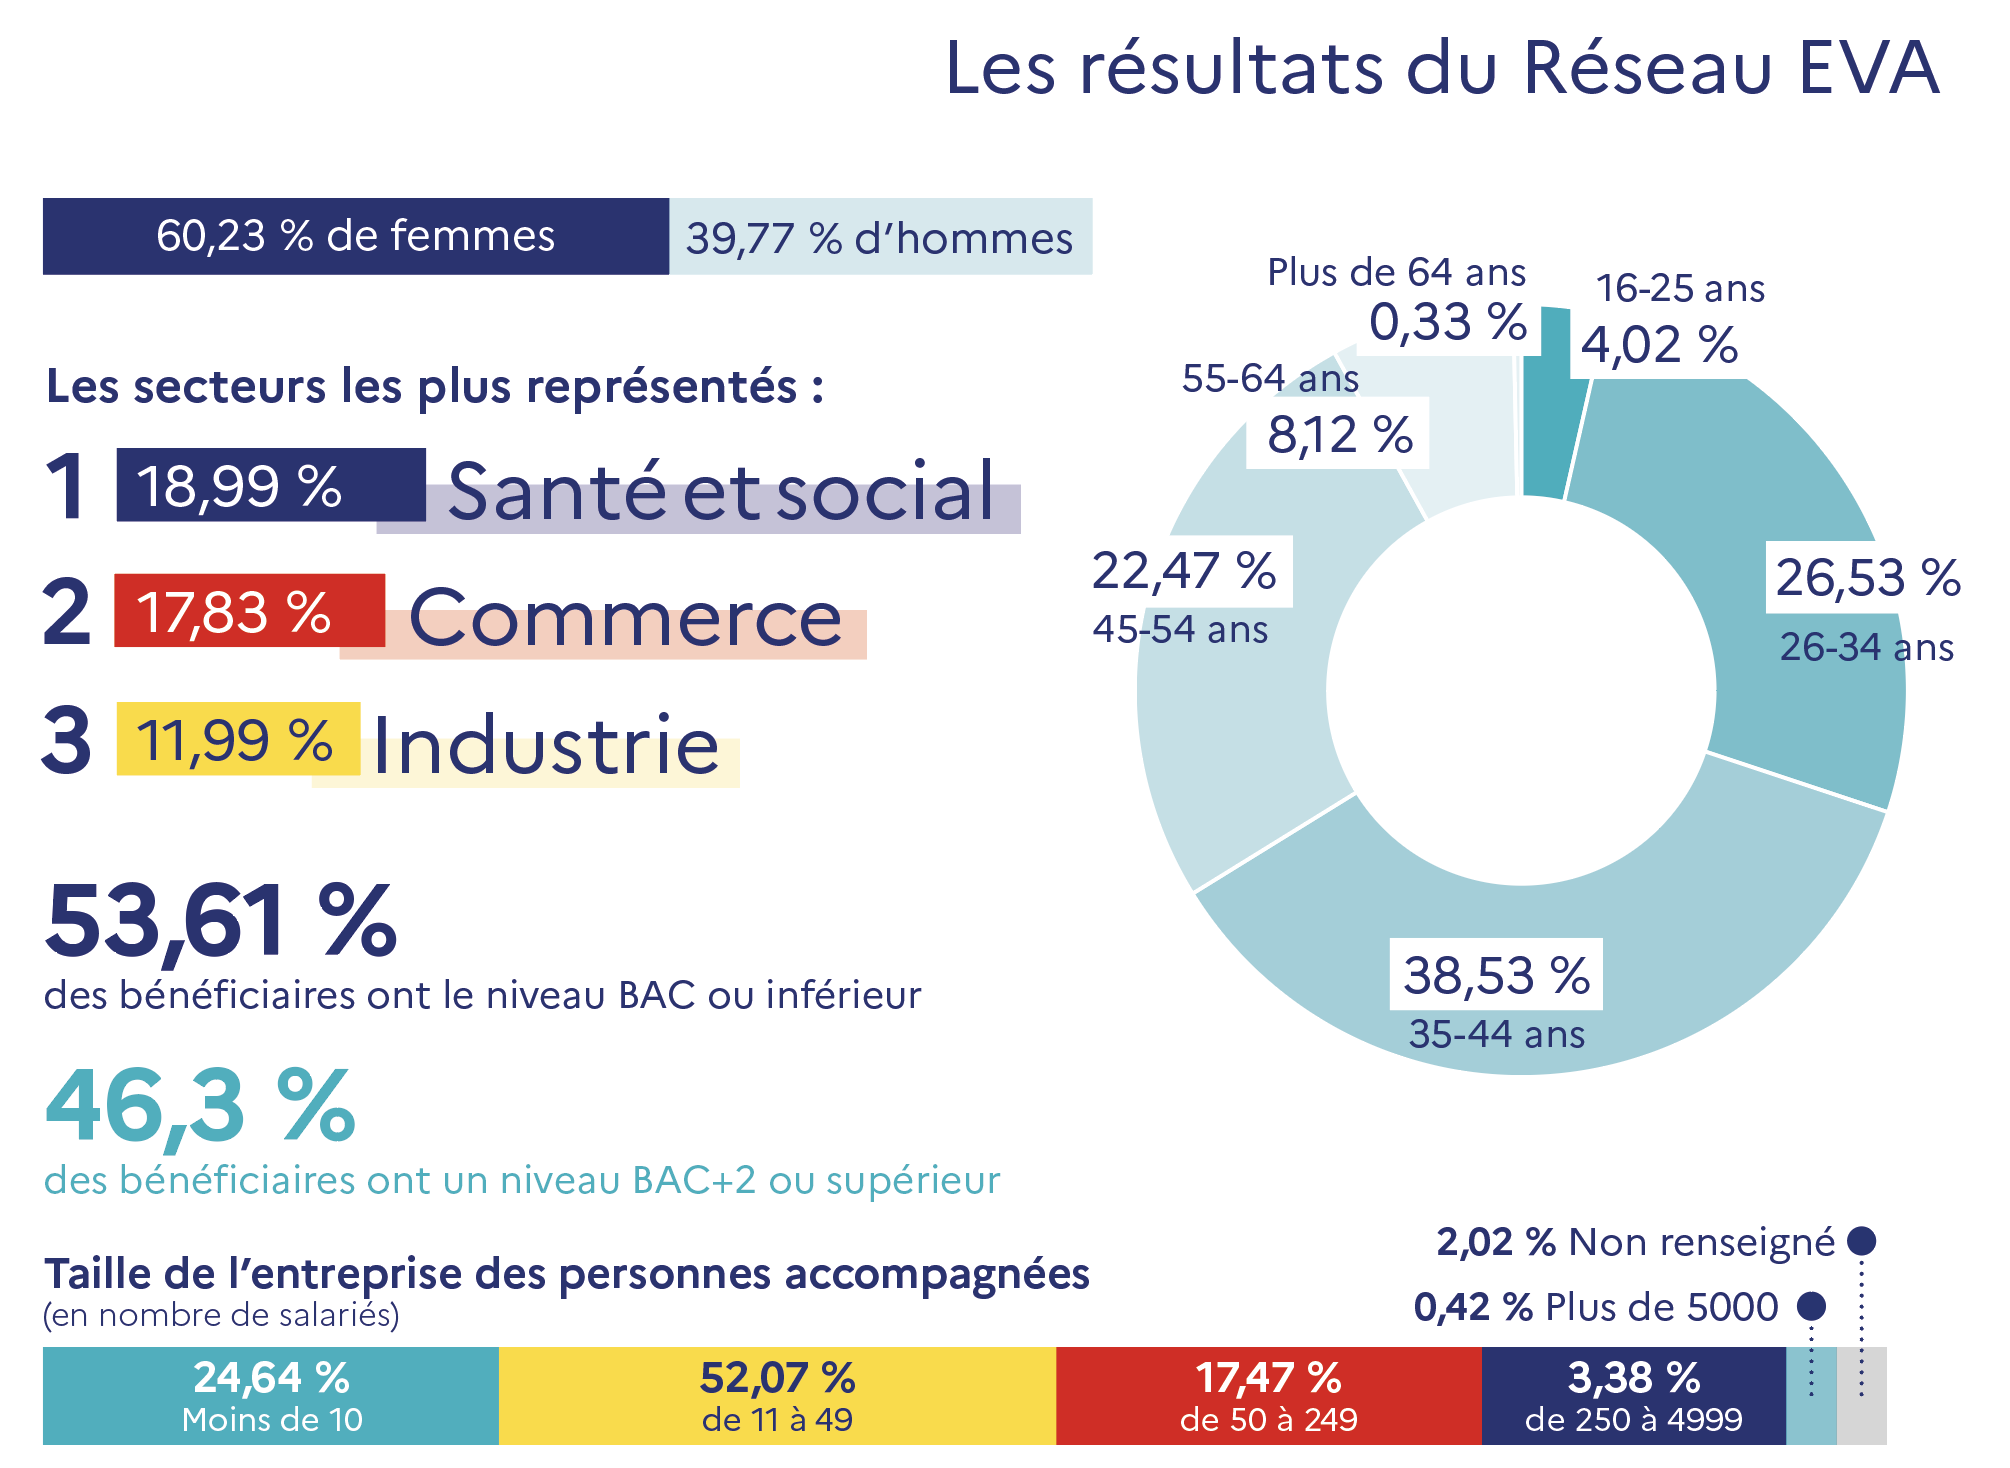 Les résultats du Réseau EVA
60,23 % de femmes
39,77 % d’hommes
Les secteurs les plus représentés :
1 18,99 % Santé et social
2 17,83 % Commerce
3 11,99 % Industrie
53,61 %
des bénéficiaires ont le niveau BAC ou inférieur
46,3 %
des bénéficiaires ont un niveau BAC+2 ou supérieur
Plus de 64 ans
0,33 %
16-25 ans
4,02 %
55-64 ans
8,12 %
22,47 %
45-54 ans
26,53 %
26-34 ans
38,53 %
35-44 ans
Taille de l’entreprise des personnes accompagnées
(en nombre de salariés)
2,02 % Non renseigné
0,42 % Plus de 5000
24,64 %
Moins de 10
52,07 %
de 11 à 49
17,47 %
de 50 à 249
3,38 %
de 250 à 4999